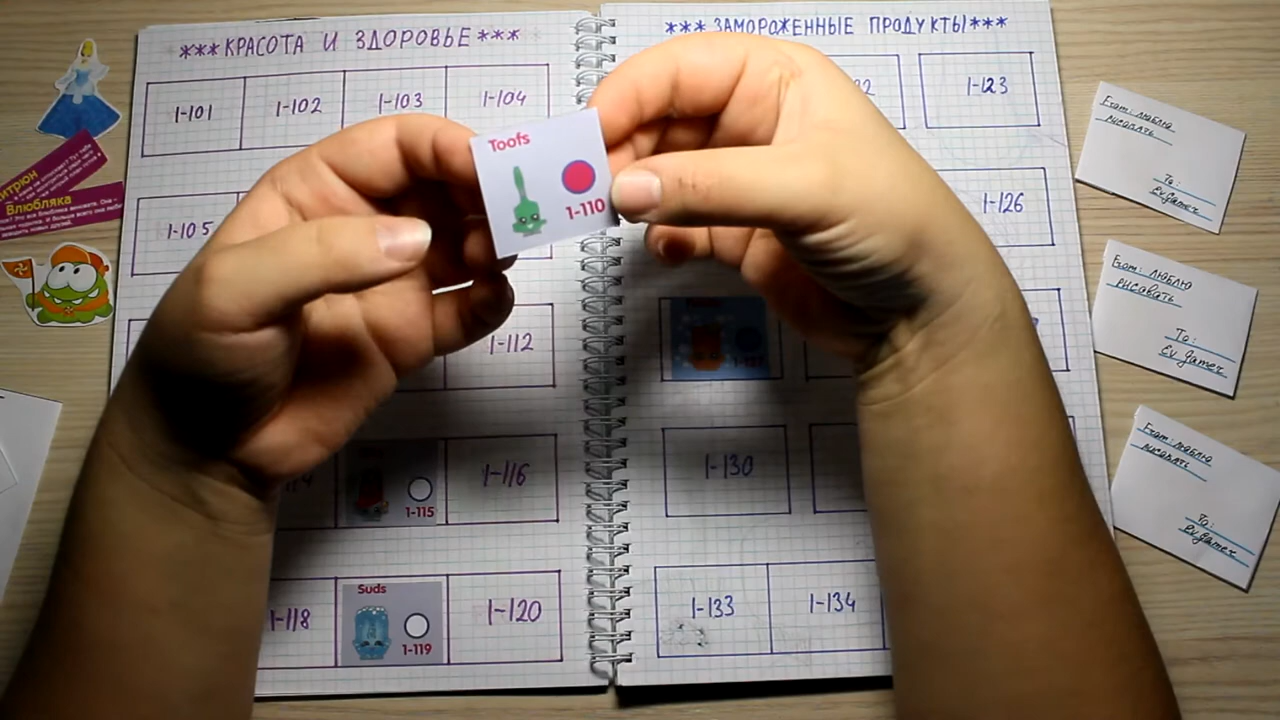 ***КРАСОТА И ЗДОРОВЬЕ***
1-101
1-102
1-103
1-104
1-105
1-112
1-115
1-116
1-118
Suds
1-119
1-120
Toofs
1-110
***ЗАМОРОЖЕННЫЕ ПРОДУКТЫ***
1-123
1-126
1-130
1-133
1-134
Влюбляка
From: люблю
рисовать
To:
Ev gamer
From: люблю
рисовать
To:
Ev gamer
From: люблю
рисовать
To:
Ev gamer